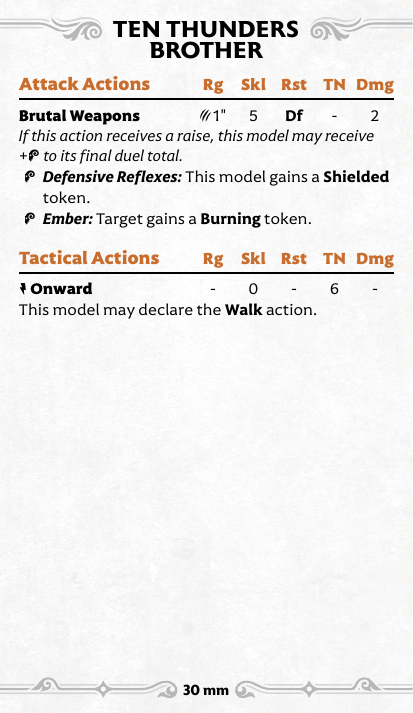 TEN THUNDERS
BROTHER
Attack Actions Rg Skl Rst TN Dmg
Brutal Weapons 1" 5 Df - 2
If this action receives a raise, this model may receive
+ to its final duel total.
Defensive Reflexes: This model gains a Shielded
token.
Ember: Target gains a Burning token.
Tactical Actions Rg Skl Rst TN Dmg
Onward - 0 - 6 -
This model may declare the Walk action.
30 mm